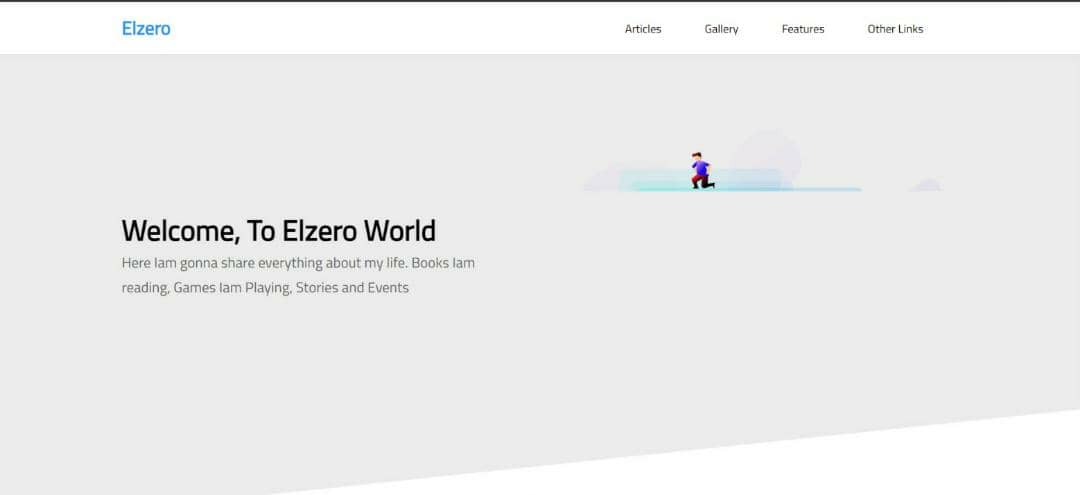 Elzero
Articles
Gallery
Features
Other Links
Welcome, To Elzero World
Here Iam gonna share everything about my life. Books Iam
reading, Games Iam Playing, Stories and Events